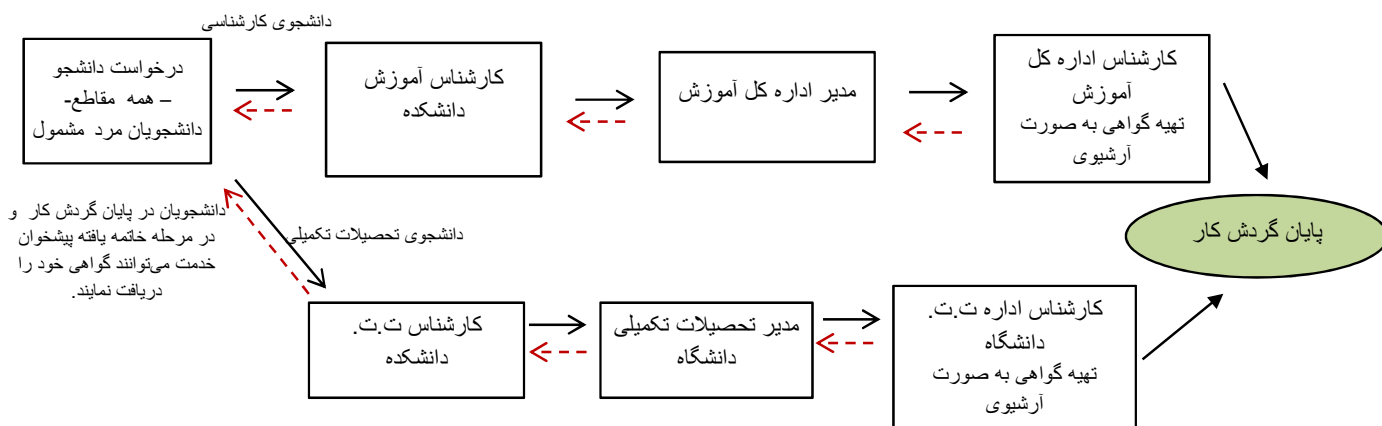 دانشجوی کارشناسی
درخواست دانشجو
– همه مقاطع-
دانشجویان مرد مشمول
کارشناس آموزش
دانشکده
مدیر اداره کل آموزش
کارشناس اداره کل
آموزش
تهیه گواهی به صورت
آرشیوی
پایان گردش کار
دانشجویان در پایان گردش کار و
در مرحله خاتمه یافته پیشخوان
خدمت می‌توانند گواهی خود را
دریافت نمایند.
دانشجوی تحصیلات تکمیلی
کارشناس ت.ت.
دانشکده
مدیر تحصیلات تکمیلی
دانشگاه
کارشناس اداره ت.ت.
دانشگاه
تهیه گواهی به صورت
آرشیوی